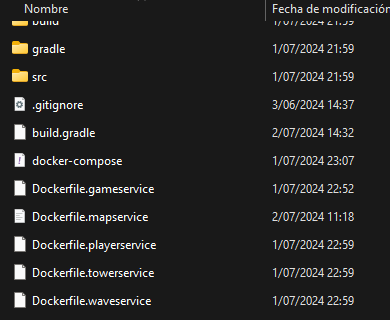 Nombre Fecha de modificación
build 1/07/2024 21:59
gradle 1/07/2024 21:59
src 1/07/2024 21:59
.gitignore 3/06/2024 14:37
build.gradle 2/07/2024 14:32
docker-compose 1/07/2024 23:07
Dockerfile.gameservice 1/07/2024 22:52
Dockerfile.mapservice 2/07/2024 11:18
Dockerfile.playerservice 1/07/2024 22:59
Dockerfile.towerservice 1/07/2024 22:59
Dockerfile.waveservice 1/07/2024 22:59